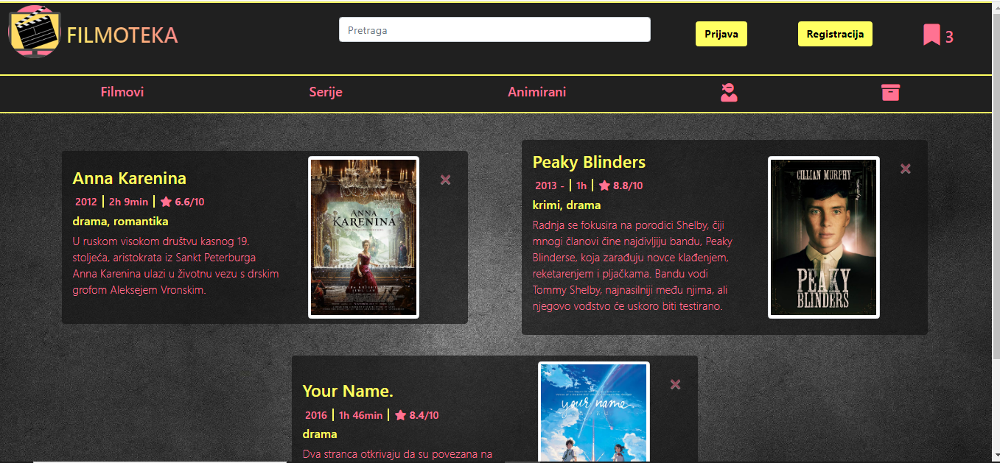 FILMOTEKA
Pretraga
Prijava
Registracija
3
Filmovi
Serije
Animirani
Anna Karenina
2012 | 2h 9min | 6.6/10
drama, romantika
U ruskom visokom društvu kasnog 19.
stoljeća, aristokrata iz Sankt Peterburga
Anna Karenina ulazi u životnu vezu s drskim
grofom Aleksejem Vronskim.
ANNA
KARENINA
Peaky Blinders
2013 - | 1h | 8.8/10
krimi, drama
Radnja se fokusira na porodici Shelby, čiji
mnogi članovi čine najdivljiju bandu, Peaky
Blinderse, koja zarađuju novce klađenjem,
reketarenjem i pljačkama. Bandu vodi
Tommy Shelby, najnasilniji među njima, ali
njegovo vođstvo će uskoro biti testirano.
CILLIAN MURPHY
PEAKY
BLINDERS
Your Name.
2016 | 1h 46min | 8.4/10
drama
Dva stranca otkrivaju da su povezana na
your name.